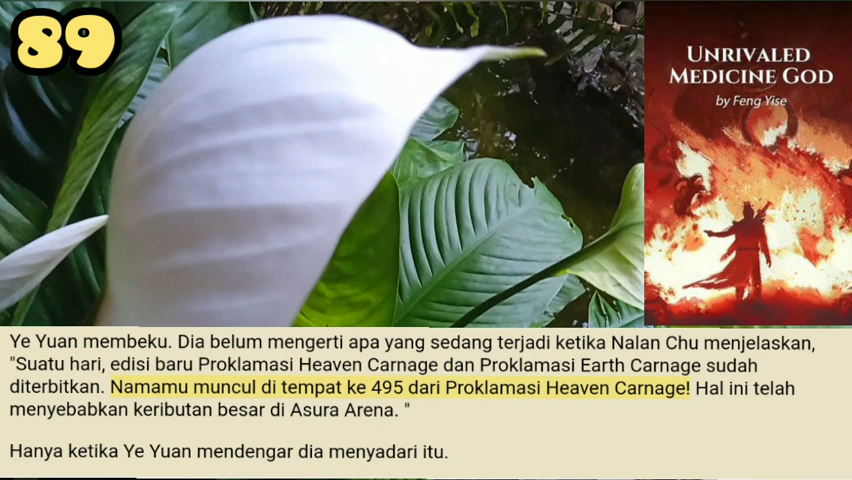 89
UNRIVALED
MEDICINE GOD
by Feng Yise
Ye Yuan membeku. Dia belum mengerti apa yang sedang terjadi ketika Nalan Chu menjelaskan,
"Suatu hari, edisi baru Proklamasi Heaven Carnage dan Proklamasi Earth Carnage sudah
diterbitkan. Namamu muncul di tempat ke 495 dari Proklamasi Heaven Carnage! Hal ini telah
menyebabkan keributan besar di Asura Arena. "
Hanya ketika Ye Yuan mendengar dia menyadari itu.